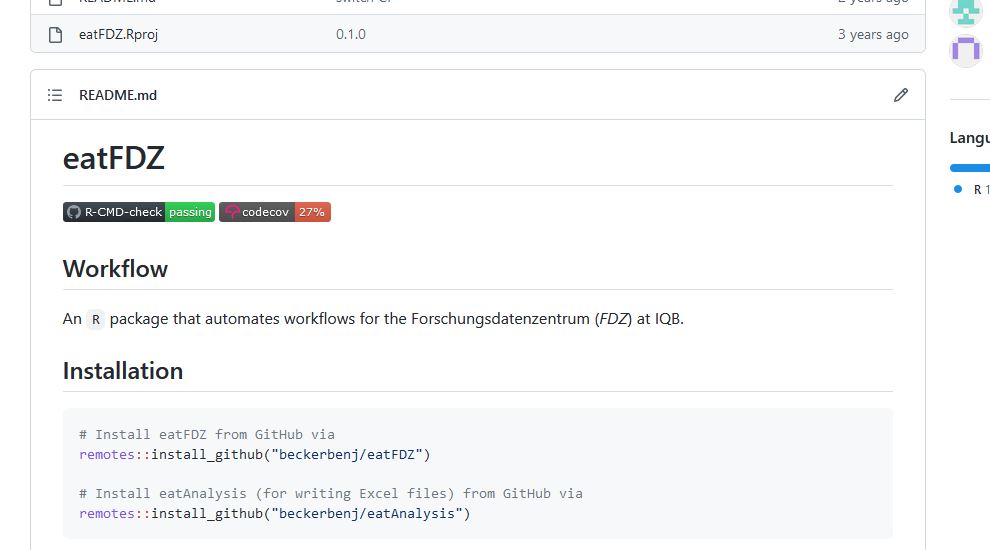 README.md switch CI 2 years ago
eatFDZ.Rproj 0.1.0 3 years ago
README.md
eatFDZ
R-CMD-check passing codecov 27%
Workflow
An R package that automates workflows for the Forschungsdatenzentrum (FDZ) at IQB.
Installation
# Install eatFDZ from GitHub via
remotes::install_github("beckerbenj/eatFDZ")
# Install eatAnalysis (for writing Excel files) from GitHub via
remotes::install_github("beckerbenj/eatAnalysis")
Langu
R 1